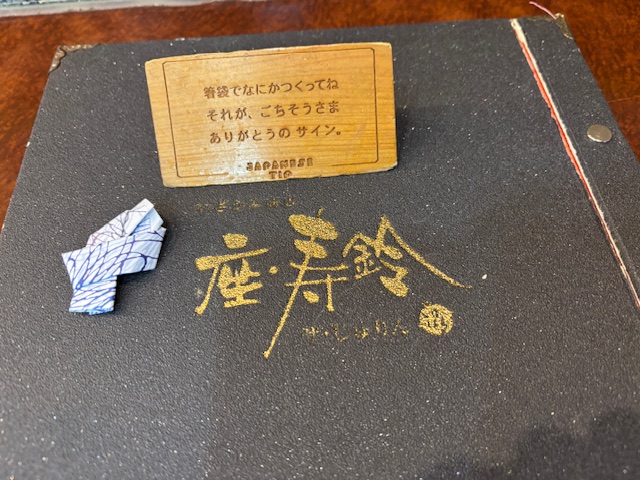 箸袋でなにかつくってね
それが、ごちそうさま
ありがとうの サイン。
JAPANESE
TIP
座・寿鈴
ざ・じゅりん